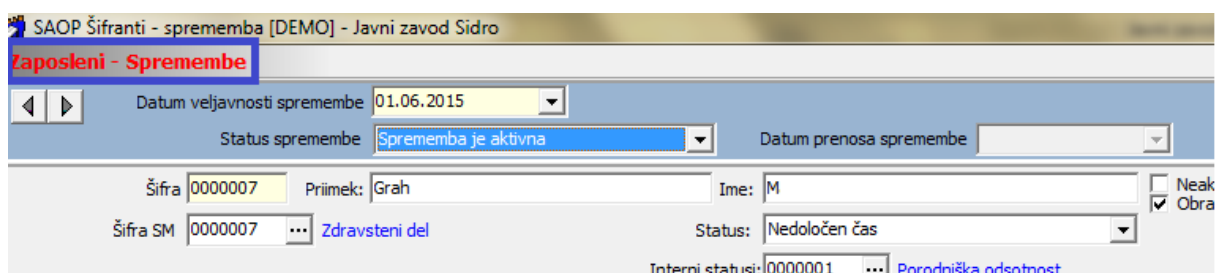 SAOP Šifranti - sprememba [DEMO] - Javni zavod Sidro
Zaposleni - Spremembe
Datum veljavnosti spremembe 01.06.2015
Status spremembe Sprememba je aktivna Datum prenosa spremembe
Šifra 0000007 Priimek: Grah Ime: M Neak
Obra
Šifra SM 0000007 ... Zdravsteni del Status: Nedoločen čas
Interni statusi: 0000001 ... Porodniška odsotnost